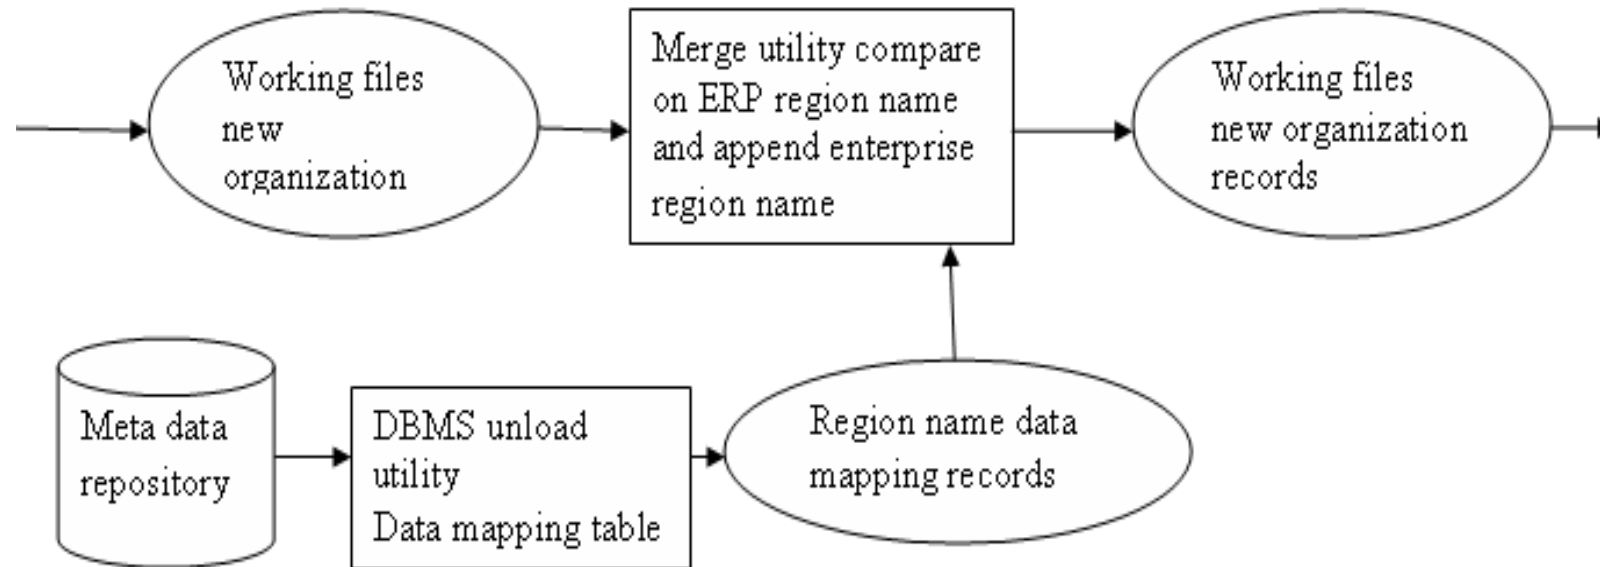 Working files
new
organization
Merge utility compare
on ERP region name
and append enterprise
region name
Working files
new organization
records
Meta data
repository
DBMS unload
utility
Data mapping table
Region name data
mapping records